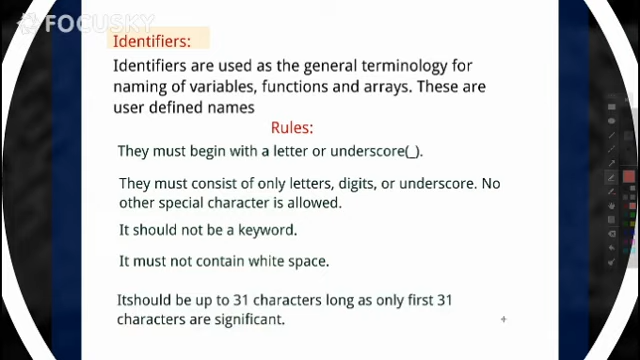 FOCUSKY
Identifiers:
Identifiers are used as the general terminology for
naming of variables, functions and arrays. These are
user defined names
Rules:
They must begin with a letter or underscore(_).
They must consist of only letters, digits, or underscore. No
other special character is allowed.
It should not be a keyword.
It must not contain white space.
Itshould be up to 31 characters long as only first 31
characters are significant.